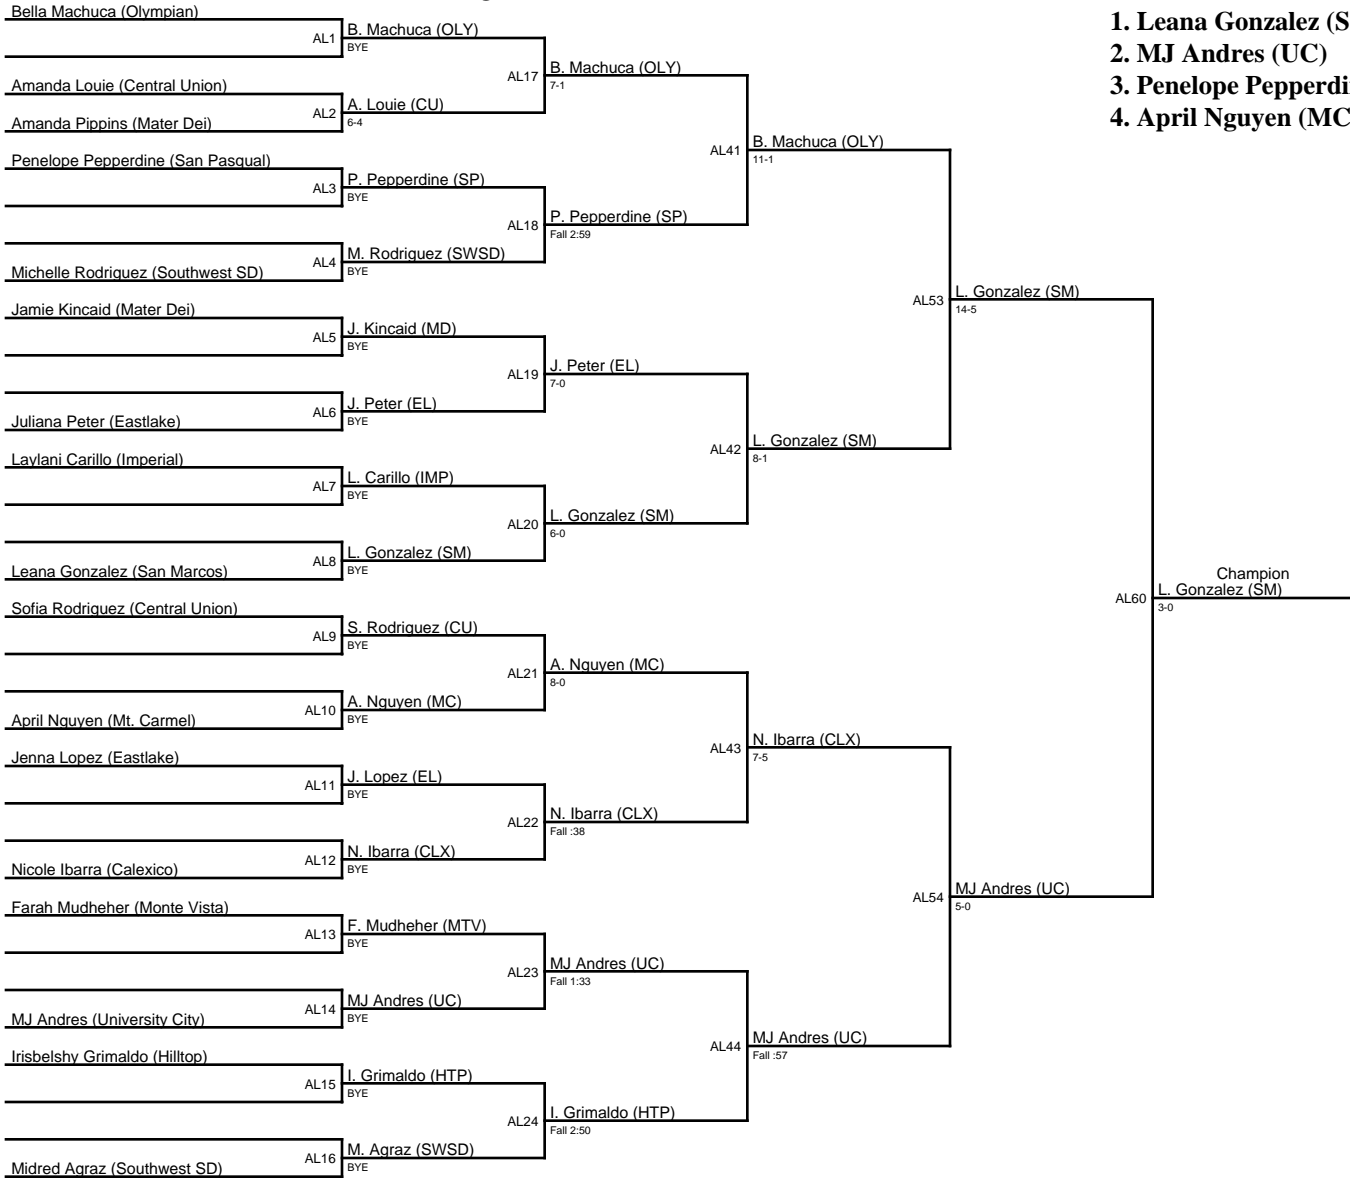 Bella Machuca (Olympian)
AL1
B. Machuca (OLY)
BYE
Amanda Louie (Central Union)
AL2
A. Louie (CU)
6-4
Amanda Pippins (Mater Dei)
AL17
B. Machuca (OLY)
7-1
Penelope Pepperdine (San Pasqual)
AL3
P. Pepperdine (SP)
BYE
AL18
P. Pepperdine (SP)
Fall 2:59
AL4
M. Rodriguez (SWSD)
BYE
Michelle Rodriguez (Southwest SD)
AL41
B. Machuca (OLY)
11-1
Jamie Kincaid (Mater Dei)
AL5
J. Kincaid (MD)
BYE
AL19
J. Peter (EL)
7-0
AL6
J. Peter (EL)
BYE
Juliana Peter (Eastlake)
Laylani Carillo (Imperial)
AL7
L. Carillo (IMP)
BYE
AL20
L. Gonzalez (SM)
6-0
AL8
L. Gonzalez (SM)
BYE
Leana Gonzalez (San Marcos)
AL42
L. Gonzalez (SM)
8-1
AL53
L. Gonzalez (SM)
14-5
Sofia Rodriguez (Central Union)
AL9
S. Rodriguez (CU)
BYE
AL21
A. Nguyen (MC)
8-0
AL10
A. Nguyen (MC)
BYE
April Nguyen (Mt. Carmel)
Jenna Lopez (Eastlake)
AL11
J. Lopez (EL)
BYE
AL22
N. Ibarra (CLX)
Fall :38
AL12
N. Ibarra (CLX)
BYE
Nicole Ibarra (Calexico)
AL43
N. Ibarra (CLX)
7-5
Farah Mudheher (Monte Vista)
AL13
F. Mudheher (MTV)
BYE
AL23
MJ Andres (UC)
Fall 1:33
AL14
MJ Andres (UC)
BYE
MJ Andres (University City)
Irisbelshy Grimaldo (Hilltop)
AL15
I. Grimaldo (HTP)
BYE
AL24
I. Grimaldo (HTP)
Fall 2:50
AL16
M. Agraz (SWSD)
BYE
Midred Agraz (Southwest SD)
AL44
MJ Andres (UC)
Fall :57
AL54
MJ Andres (UC)
5-0
AL60
Champion
L. Gonzalez (SM)
3-0
1. Leana Gonzalez (S
2. MJ Andres (UC)
3. Penelope Pepperdi
4. April Nguyen (MC